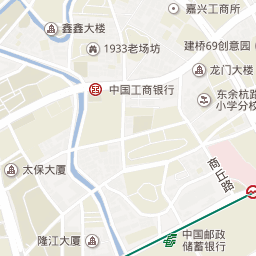 嘉兴工商所
鑫鑫大楼
1933老场坊
建桥69创意园
龙门大楼
中国工商银行
东余杭路
小学分校
太保大厦
商丘路
隆江大厦
中国邮政
储蓄银行